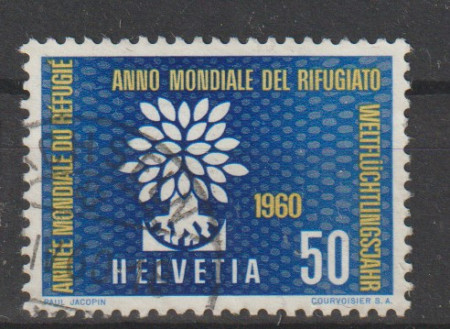 ANNÉE MONDIALE DU RÉFUGIÉ
ANNO MONDIALE DEL RIFUGIATO
WELTFLÜCHTLINGSJAHR
1960
HELVETIA 50
PAUL JACOPIN COURVOISIER S.A.